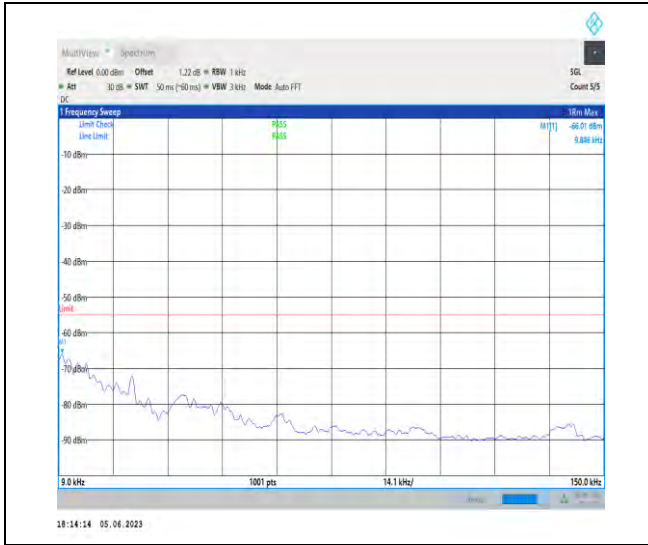 MultiView Spektrum
Ref Level 0.00 dBm Offset 1.22 dB RBW 1 kHz SGL
Att 30 dB SWT 50 ms (~60 ms) VBW 3 kHz Mode Auto FFT Count 5/5
DC
1 Frequency Sweep 1Rm Max
Limit Check PASS M1[1] -66.01 dBm
Line Limit PASS 9.846 kHz
-10 dBm
-20 dBm
-30 dBm
-40 dBm
-50 dBm
Limit
-60 dBm
M1
-70 dBm
-80 dBm
-90 dBm
9.0 kHz 1001 pts 14.1 kHz/ 150.0 kHz
18:14:14 05.06.2023